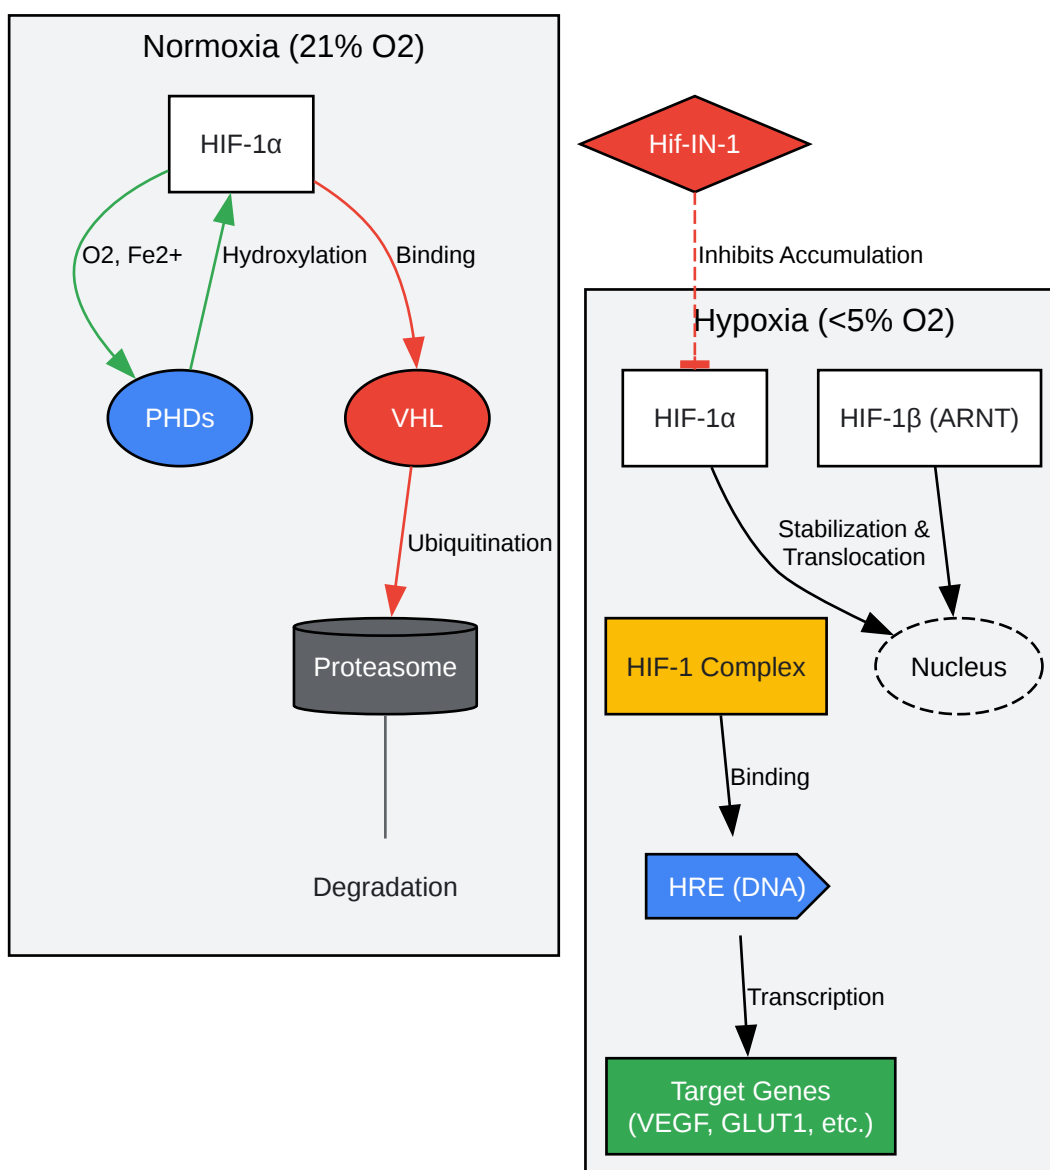 Normoxia (21% O2)
HIF-1α
O2, Fe2+
Hydroxylation
Binding
PHDs
VHL
Ubiquitination
Proteasome
Degradation
Hif-IN-1
Inhibits Accumulation
Hypoxia (<5% O2)
HIF-1α
HIF-1β (ARNT)
Stabilization &
Translocation
HIF-1 Complex
Nucleus
Binding
HRE (DNA)
Transcription
Target Genes
(VEGF, GLUT1, etc.)